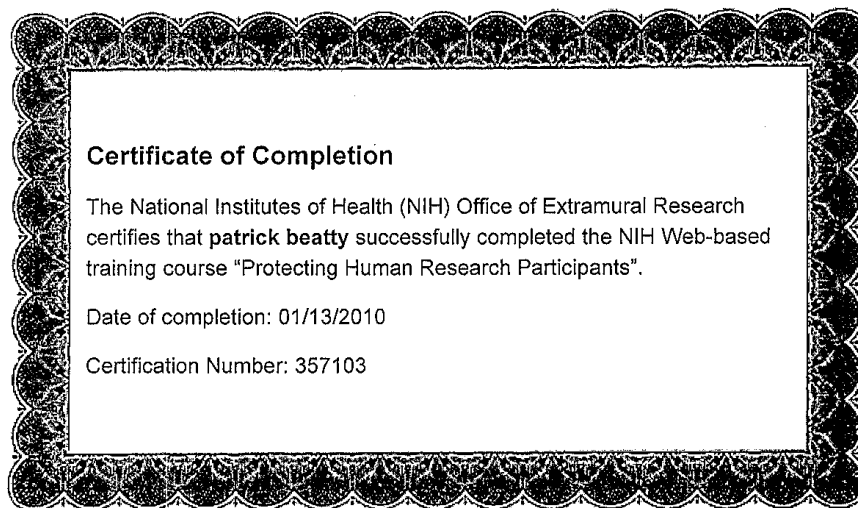 Certificate of Completion
The National Institutes of Health (NIH) Office of Extramural Research
certifies that patrick beatty successfully completed the NIH Web-based
training course "Protecting Human Research Participants".
Date of completion: 01/13/2010
Certification Number: 357103